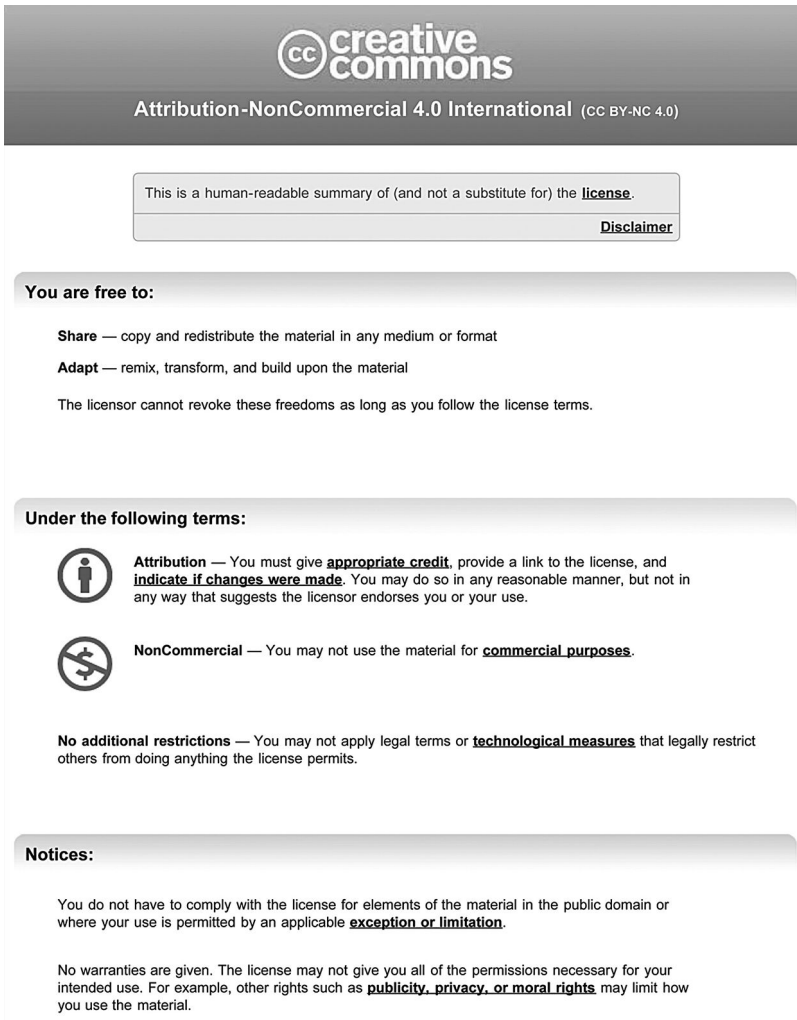 cc creative
commons
Attribution-NonCommercial 4.0 International (CC BY-NC 4.0)
This is a human-readable summary of (and not a substitute for) the license.
Disclaimer
You are free to:
Share — copy and redistribute the material in any medium or format
Adapt — remix, transform, and build upon the material
The licensor cannot revoke these freedoms as long as you follow the license terms.
Under the following terms:
Attribution — You must give appropriate credit, provide a link to the license, and
indicate if changes were made. You may do so in any reasonable manner, but not in
any way that suggests the licensor endorses you or your use.
$
NonCommercial — You may not use the material for commercial purposes.
No additional restrictions — You may not apply legal terms or technological measures that legally restrict
others from doing anything the license permits.
Notices:
You do not have to comply with the license for elements of the material in the public domain or
where your use is permitted by an applicable exception or limitation.
No warranties are given. The license may not give you all of the permissions necessary for your
intended use. For example, other rights such as publicity, privacy, or moral rights may limit how
you use the material.